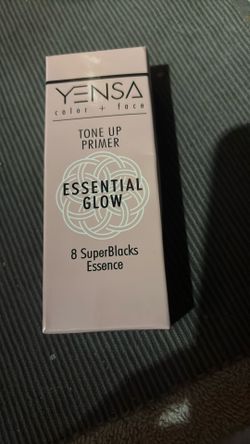 YENSA
color + face
TONE UP
PRIMER
ESSENTIAL
GLOW
8 SuperBlacks
Essence